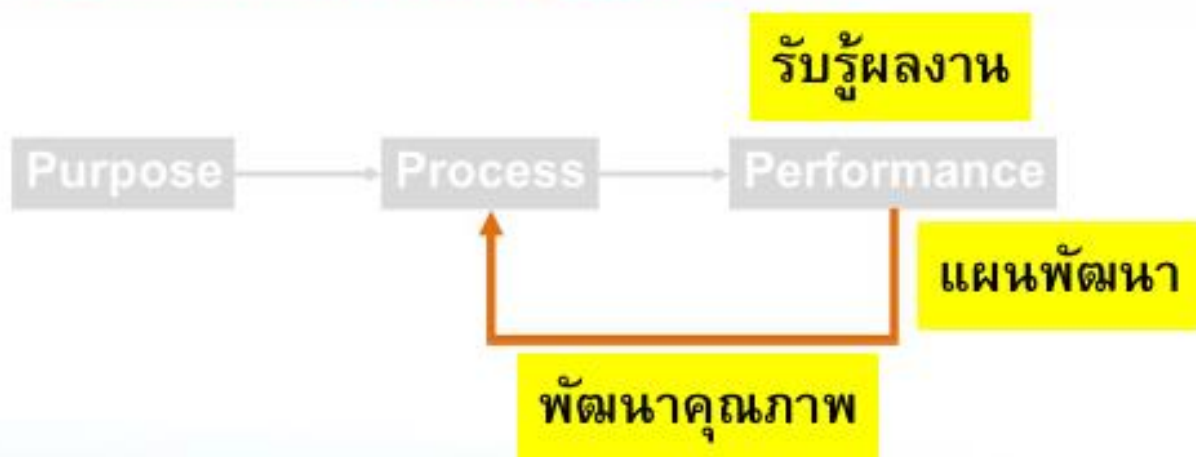 รับรู้ผลงาน
Purpose
Process
Performance
แผนพัฒนา
พัฒนาคุณภาพ